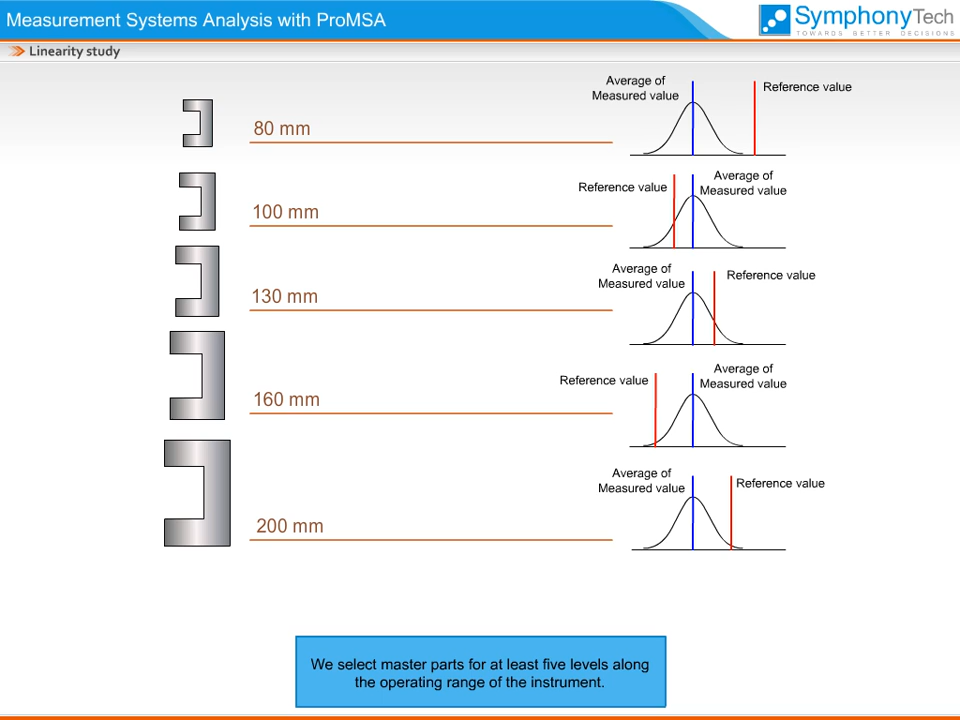 Measurement Systems Analysis with ProMSA
SymphonyTech
TOWARDS BETTER DECISIONS
Linearity study
80 mm
Average of
Measured value
Reference value
100 mm
Reference value
Average of
Measured value
130 mm
Average of
Measured value
Reference value
160 mm
Reference value
Average of
Measured value
200 mm
Average of
Measured value
Reference value
We select master parts for at least five levels along
the operating range of the instrument.